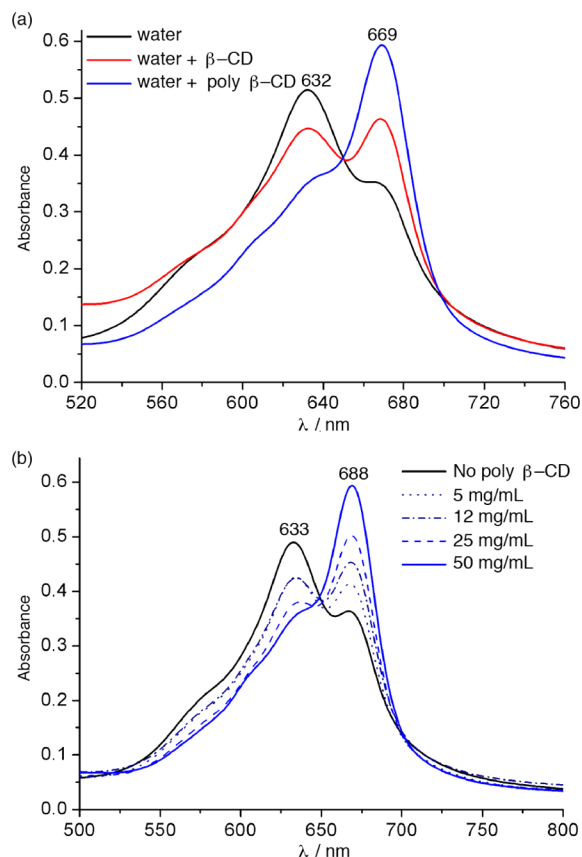 (a)
water
water + β–CD
water + poly β–CD
632
669
Absorbance
0.6
0.5
0.4
0.3
0.2
0.1
0.0
520 560 600 640 680 720 760
λ / nm
(b)
No poly β–CD
5 mg/mL
12 mg/mL
25 mg/mL
50 mg/mL
633
688
Absorbance
0.6
0.5
0.4
0.3
0.2
0.1
0.0
500 550 600 650 700 750 800
λ / nm